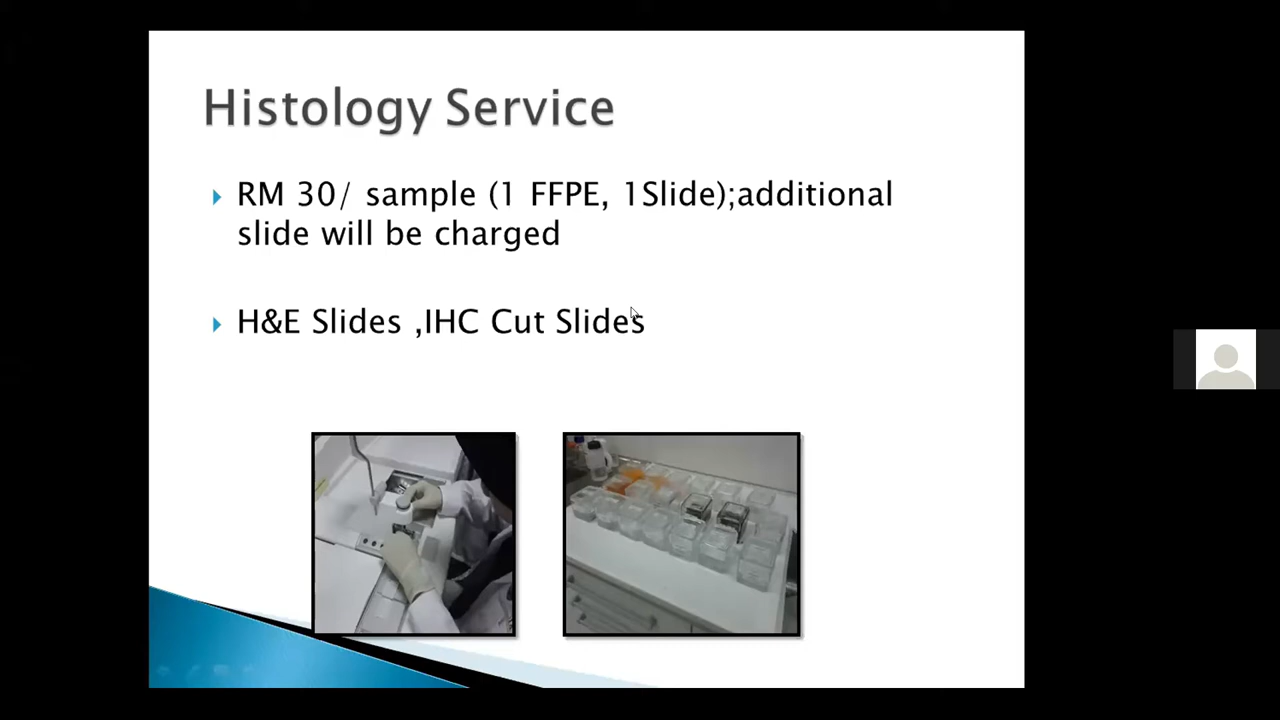 Histology Service
RM 30/ sample (1 FFPE, 1Slide);additional
slide will be charged
H&E Slides ,IHC Cut Slides